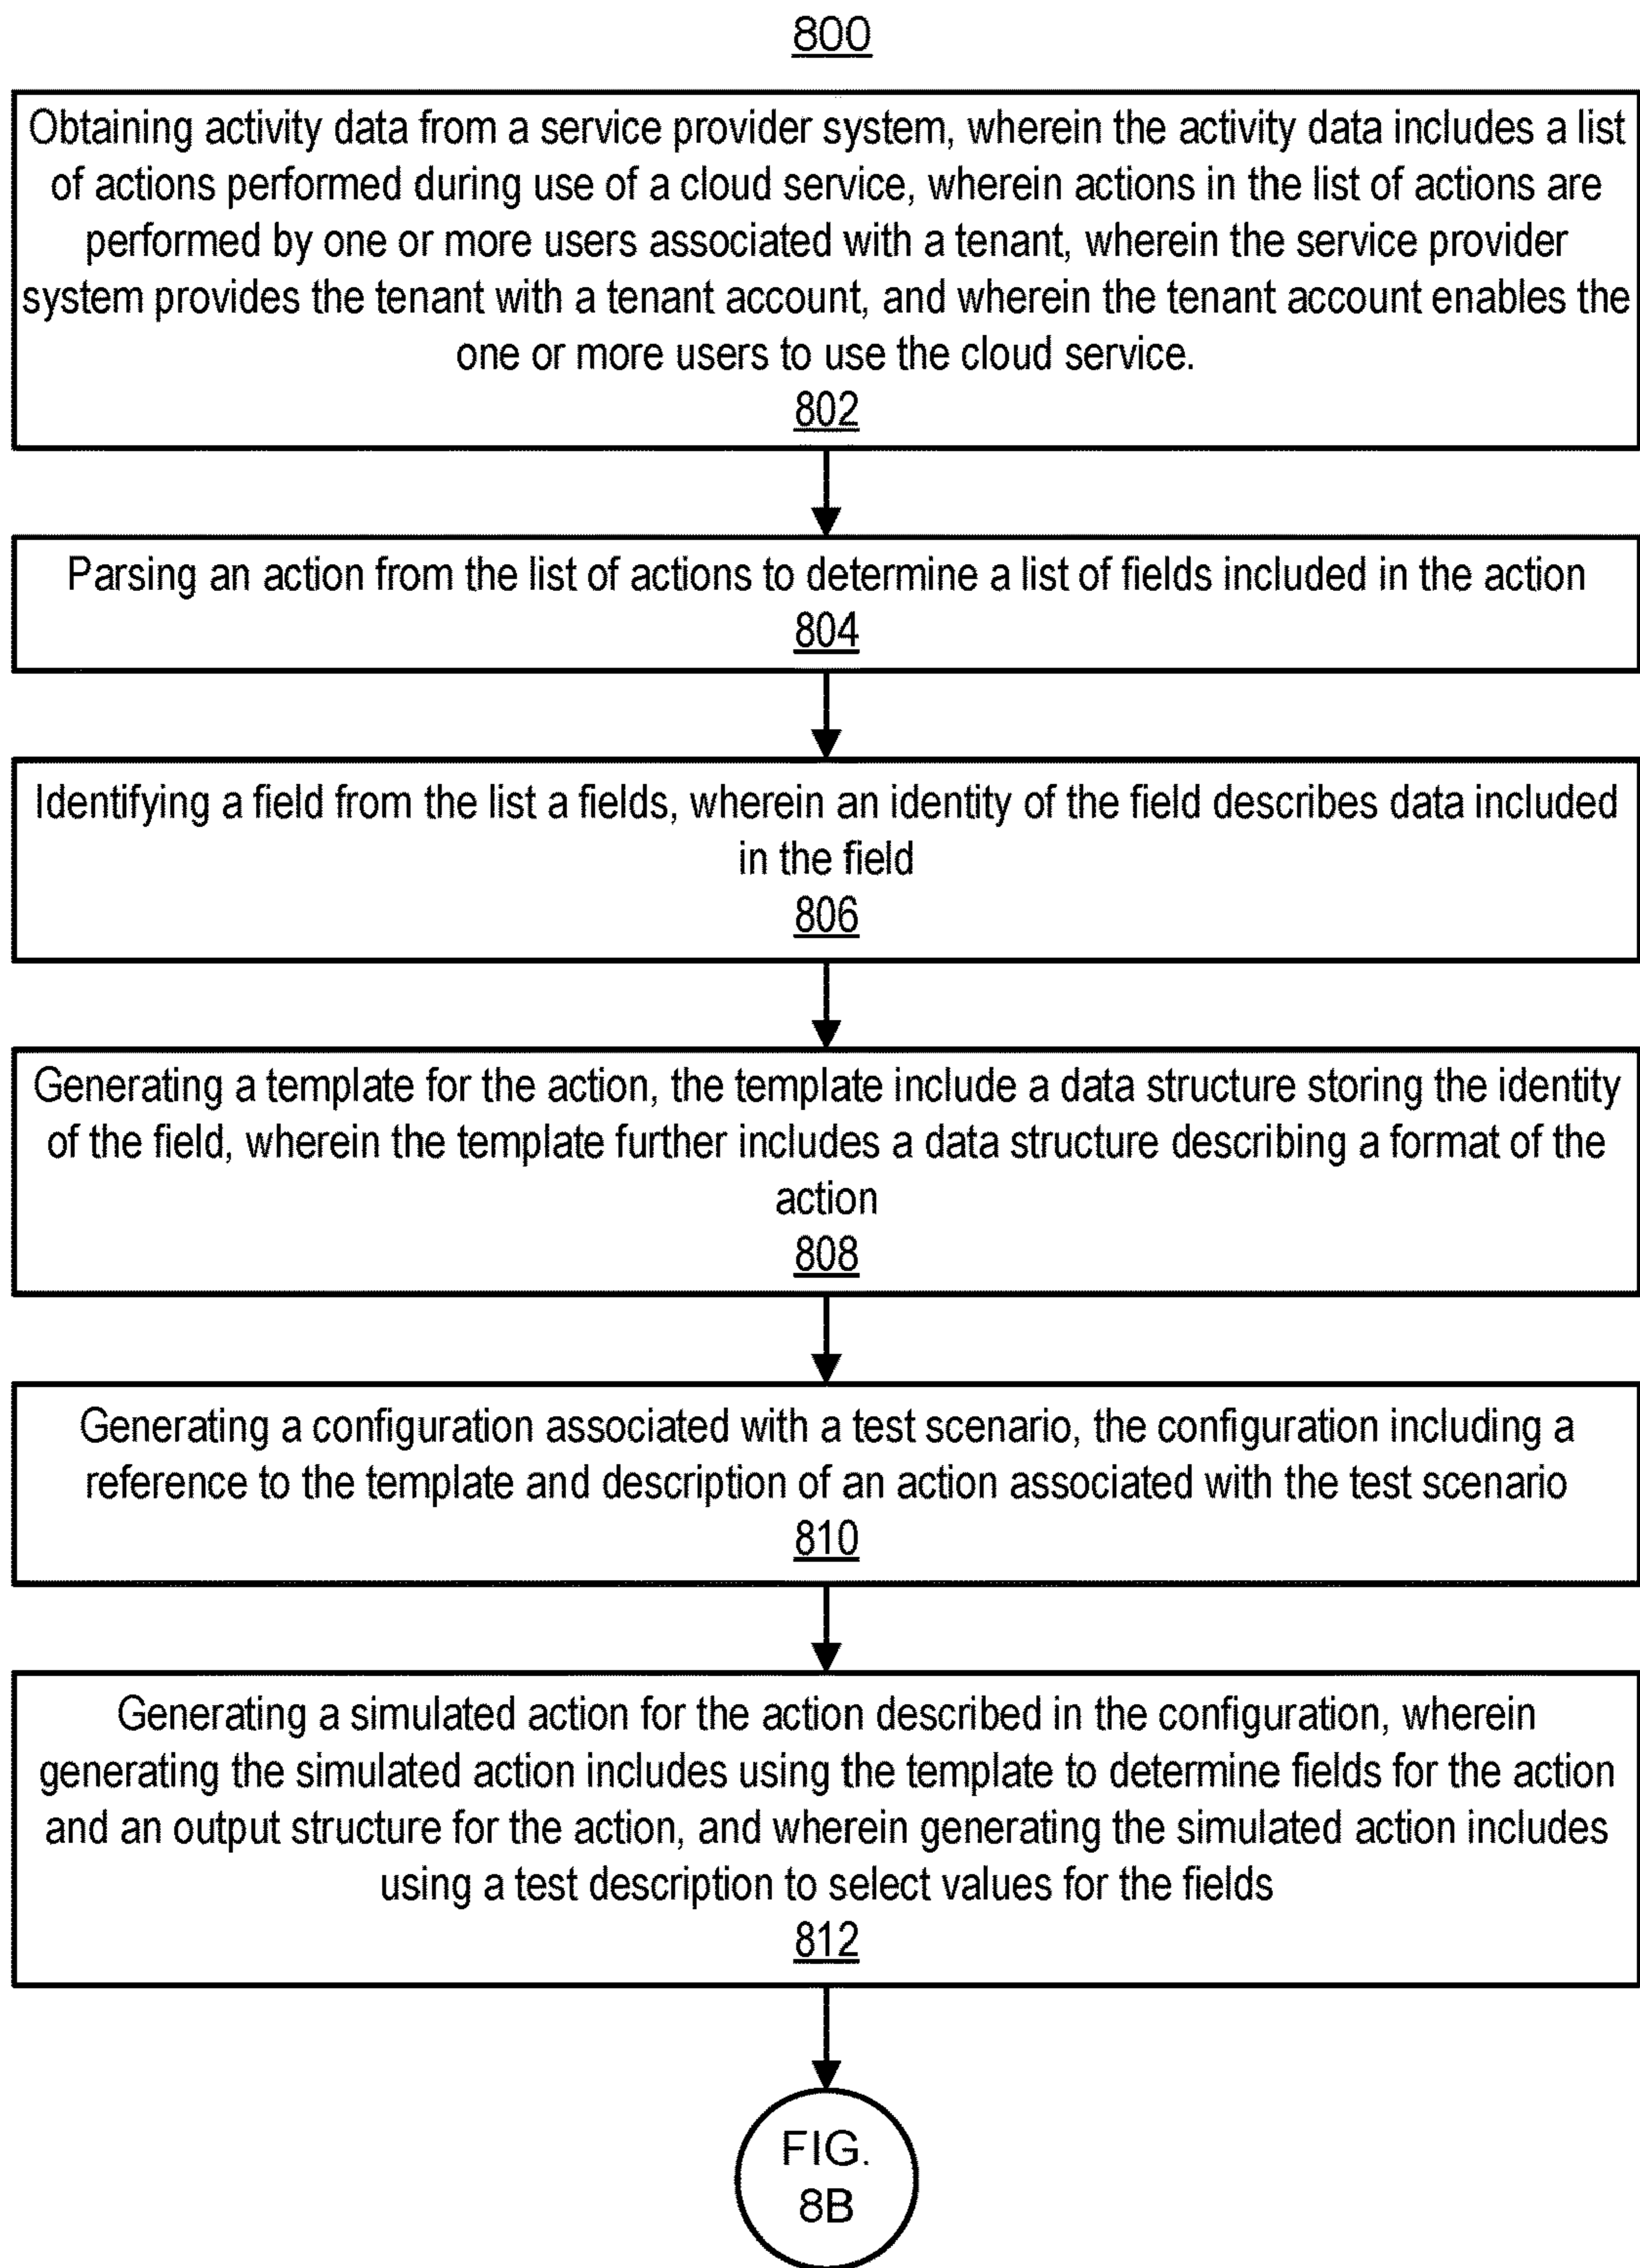 800
Obtaining activity data from a service provider system, wherein the activity data includes a list
of actions performed during use of a cloud service, wherein actions in the list of actions are
performed by one or more users associated with a tenant, wherein the service provider
system provides the tenant with a tenant account, and wherein the tenant account enables the
one or more users to use the cloud service.
802
Parsing an action from the list of actions to determine a list of fields included in the action
804
Identifying a field from the list a fields, wherein an identity of the field describes data included
in the field
806
Generating a template for the action, the template include a data structure storing the identity
of the field, wherein the template further includes a data structure describing a format of the
action
808
Generating a configuration associated with a test scenario, the configuration including a
reference to the template and description of an action associated with the test scenario
810
Generating a simulated action for the action described in the configuration, wherein
generating the simulated action includes using the template to determine fields for the action
and an output structure for the action, and wherein generating the simulated action includes
using a test description to select values for the fields
812
FIG.
8B